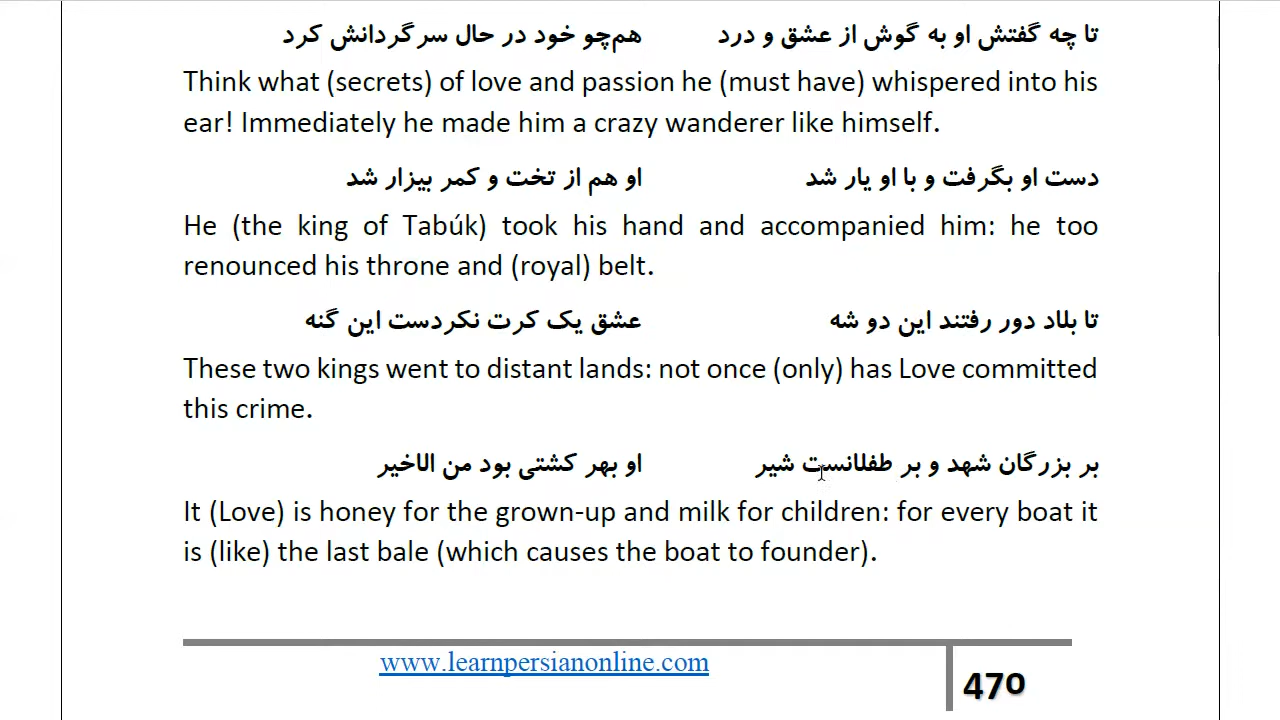 تا چه گفتش او به گوش از عشق و درد هم‌چو خود در حال سرگردانش کرد
Think what (secrets) of love and passion he (must have) whispered into his
ear! Immediately he made him a crazy wanderer like himself.
دست او بگرفت و با او یار شد او هم از تخت و کمر بیزار شد
He (the king of Tabúk) took his hand and accompanied him: he too
renounced his throne and (royal) belt.
تا بلاد دور رفتند این دو شه عشق یک کرت نکردست این گنه
These two kings went to distant lands: not once (only) has Love committed
this crime.
بر بزرگان شهد و بر طفلانست شیر او بهر کشتی بود من الاخیر
It (Love) is honey for the grown-up and milk for children: for every boat it
is (like) the last bale (which causes the boat to founder).
www.learnpersianonline.com
470